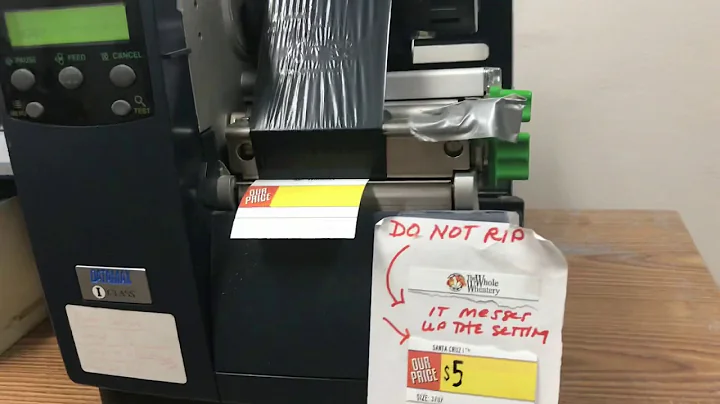 PAUSE
FEED
CANCEL
TEST
OUR
PRICE
DATAMAX
I CLASS
DO NOT RIP
The Whole
Wheatery
IT messes
UP THE SETTING
SANTA CRUZ
OUR
PRICE
$5
SIZE: